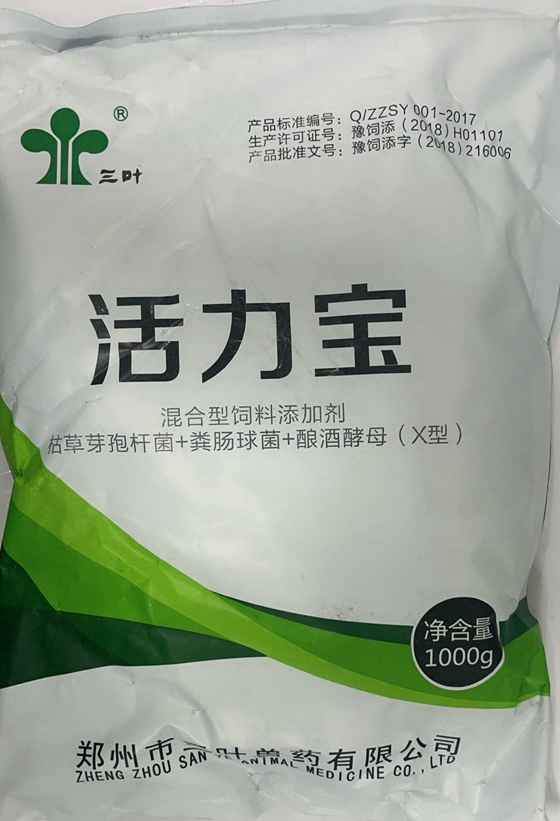 ®
三叶
产品标准编号：Q/ZZSY 001-2017
生产许可证号：豫饲添（2018）H01101
产品批准文号：豫饲添字（2018）216006
活力宝
混合型饲料添加剂
枯草芽孢杆菌+粪肠球菌+酿酒酵母（X型）
净含量
1000g
郑州市三叶兽药有限公司
ZHENG ZHOU SAN ANIMAL MEDICINE CO.,LTD